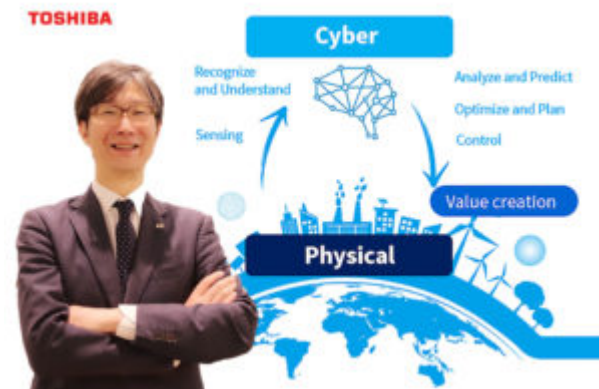 TOSHIBA
Cyber
Recognize
and Understand
Sensing
Analyze and Predict
Optimize and Plan
Control
Value creation
Physical